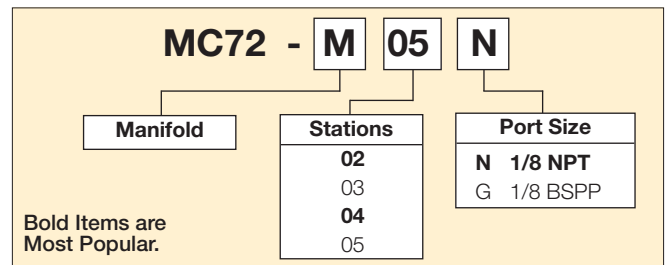 MC72 - M 05 N
Manifold
Stations
02
03
04
05
Port Size
N 1/8 NPT
G 1/8 BSPP
Bold Items are
Most Popular.